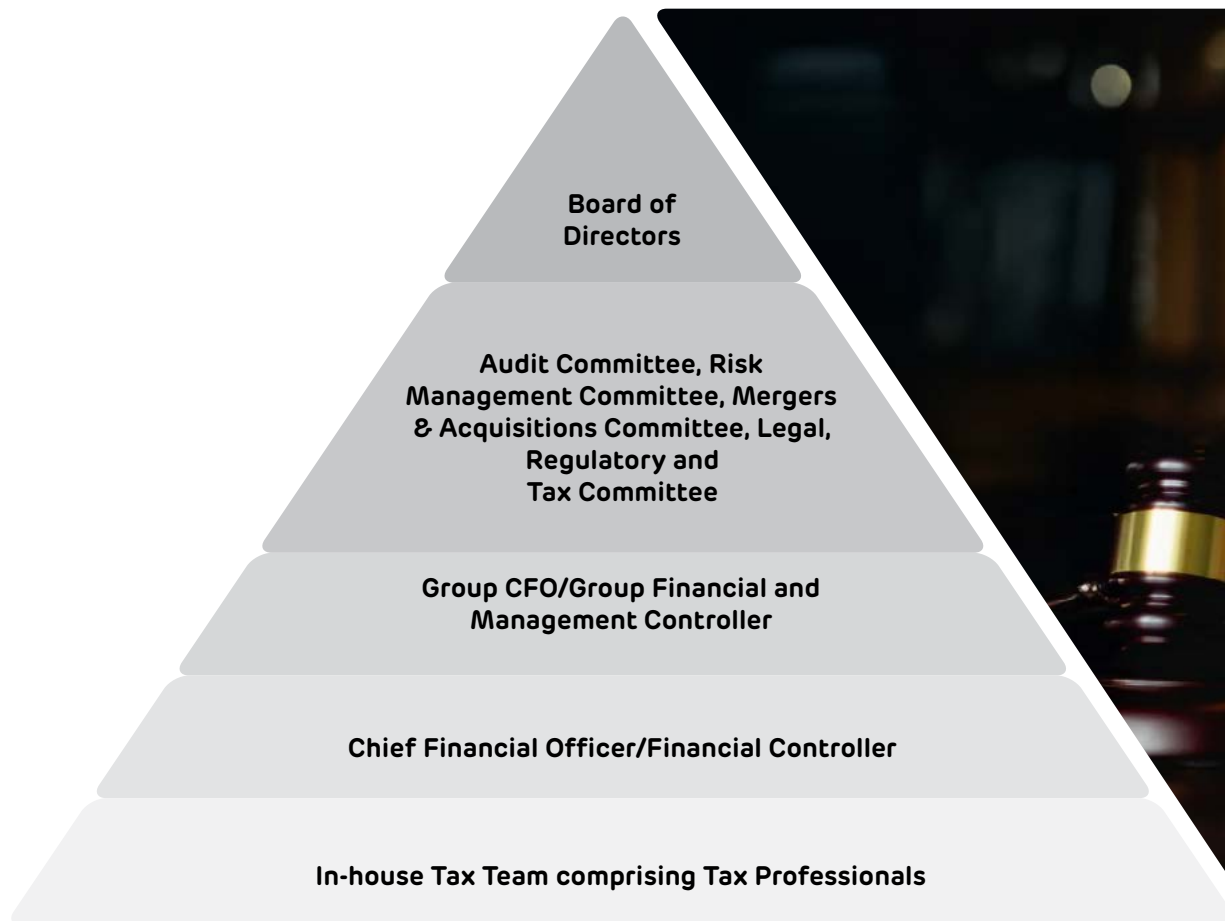 Board of
Directors
Audit Committee, Risk
Management Committee, Mergers
& Acquisitions Committee, Legal,
Regulatory and
Tax Committee
Group CFO/Group Financial and
Management Controller
Chief Financial Officer/Financial Controller
In-house Tax Team comprising Tax Professionals